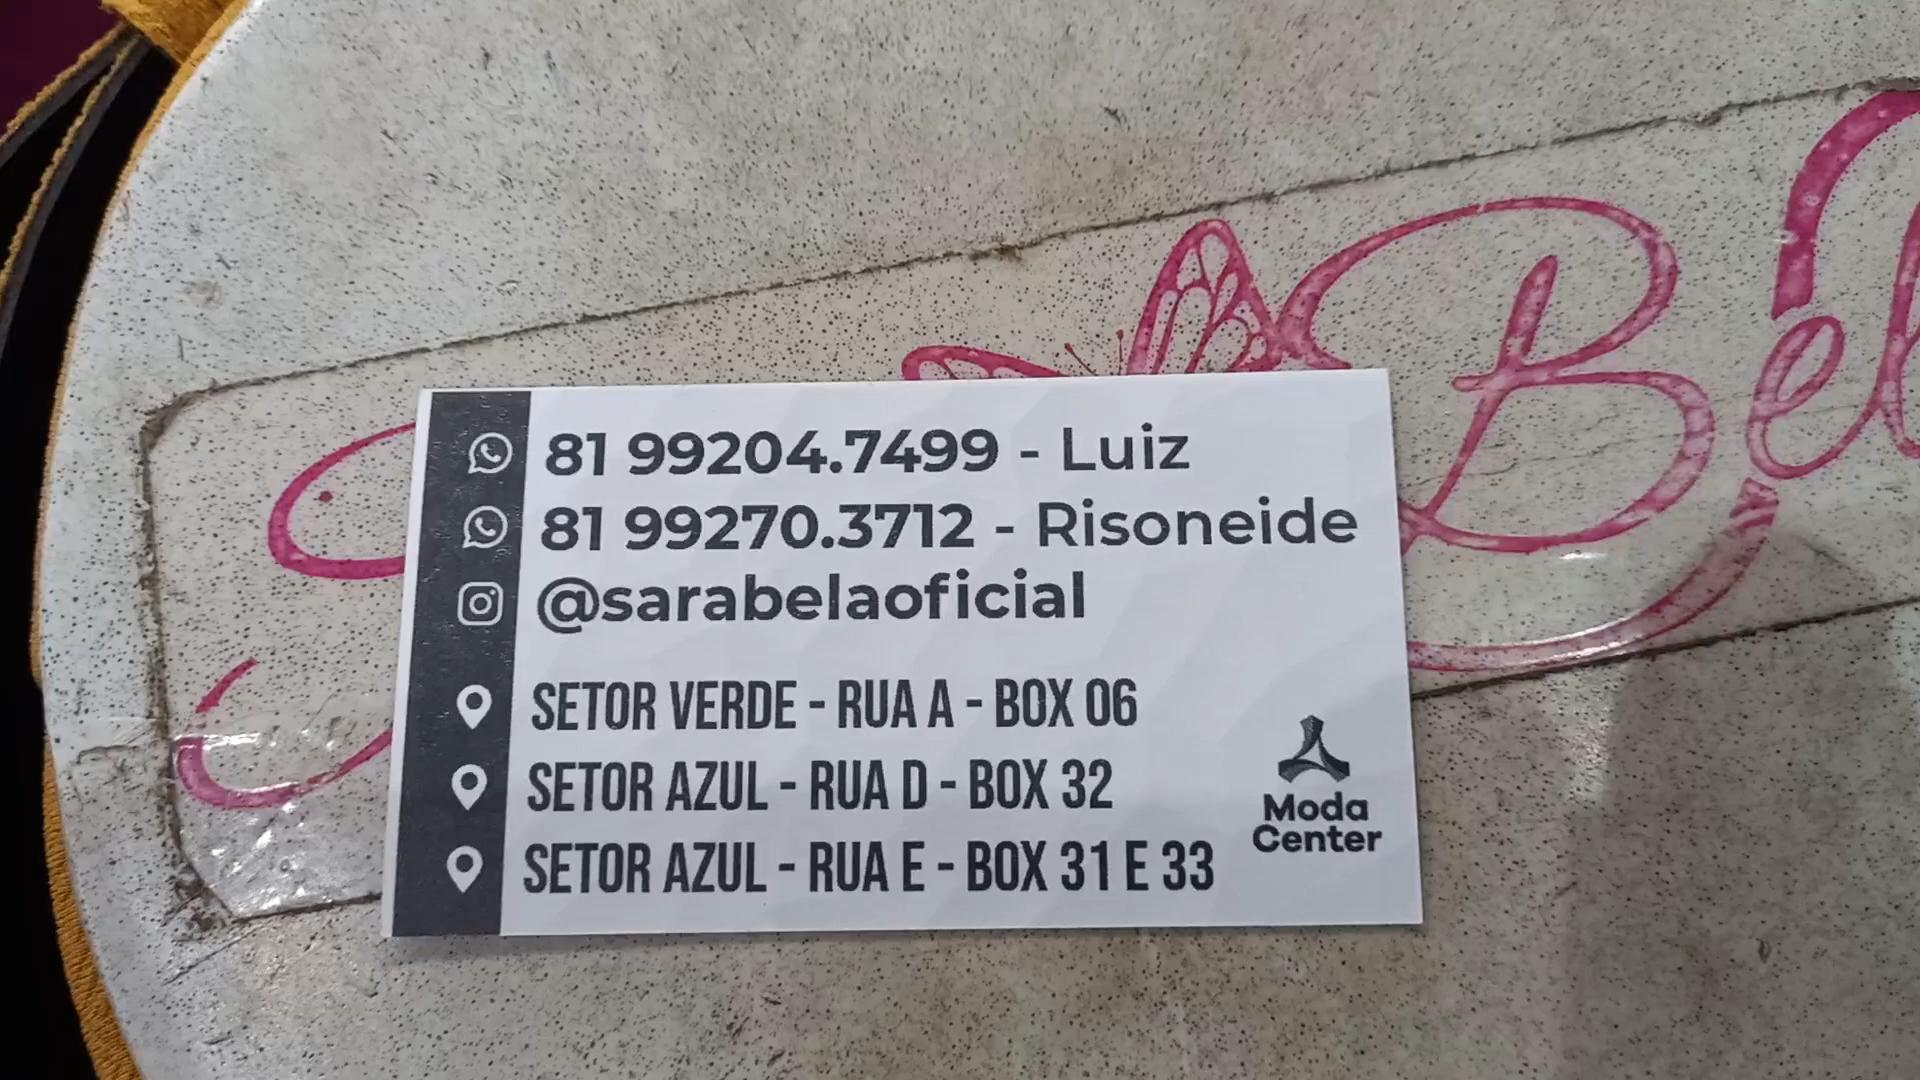 81 99204.7499 - Luiz
81 99270.3712 - Risoneide
@sarabelaoficial
SETOR VERDE - RUA A - BOX 06
SETOR AZUL - RUA D - BOX 32
SETOR AZUL - RUA E - BOX 31 E 33
Moda
Center